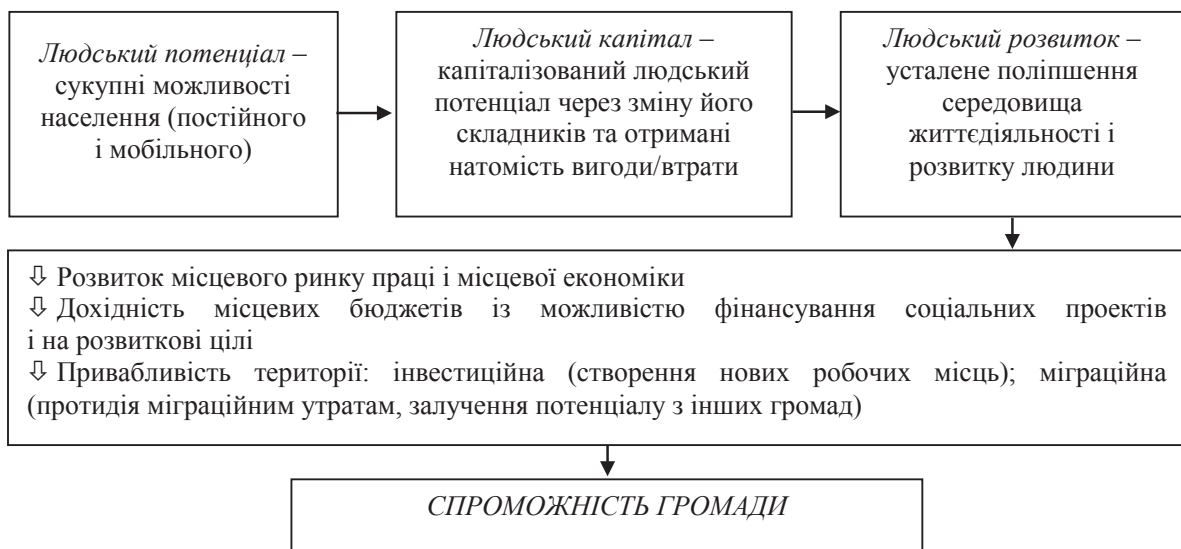 Людський потенціал –
сукупні можливості
населення (постійного
і мобільного)
Людський капітал –
капіталізований людський
потенціал через зміну його
складників та отримані
натомість вигоди/втрати
Людський розвиток –
усталене поліпшення
середовища
життєдіяльності і
розвитку людини
⇩ Розвиток місцевого ринку праці і місцевої економіки
⇩ Дохідність місцевих бюджетів із можливістю фінансування соціальних проектів
і на розвиткові цілі
⇩ Привабливість території: інвестиційна (створення нових робочих місць); міграційна
(протидія міграційним утратам, залучення потенціалу з інших громад)
СПРОМОЖНІСТЬ ГРОМАДИ